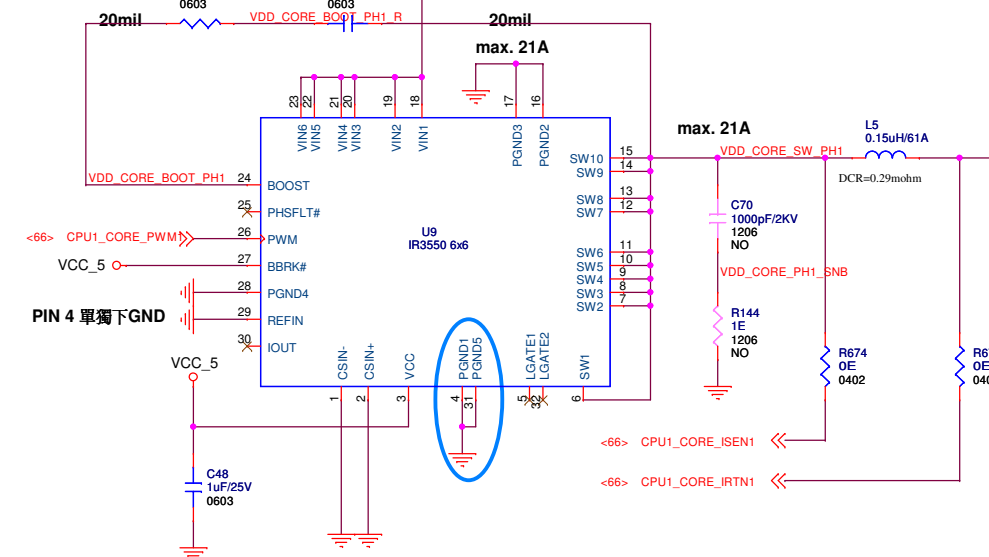 0603
0603
20mil
VDD_CORE_BOOT_PH1_R
20mil
max. 21A
23
22
21
20
19
18
17
16
VIN6
VIN5
VIN4
VIN3
VIN2
VIN1
PGND3
PGND2
max. 21A
L5
0.15uH/61A
VDD_CORE_SW_PH1
DCR=0.29mohm
SW10 15
SW9 14
SW8 13
SW7 12
SW6 11
SW5 10
SW4 9
SW3 8
SW2 7
VDD_CORE_BOOT_PH1 24 BOOST
25 PHSFLT#
<66> CPU1_CORE_PWM1 26 PWM
VCC_5 27 BBRK#
28 PGND4
PIN 4 單獨下GND
29 REFIN
30 IOUT
U9
IR3550 6x6
C70
1000pF/2KV
1206
NO
VDD_CORE_PH1_SNB
R144
1E
1206
NO
R674
0E
0402
VCC_5
CSIN-
CSIN+
VCC
PGND1
PGND5
LGATE1
LGATE2
SW1
1
2
3
4
31
5
32
6
<66> CPU1_CORE_ISEN1
<66> CPU1_CORE_IRTN1
C48
1uF/25V
0603